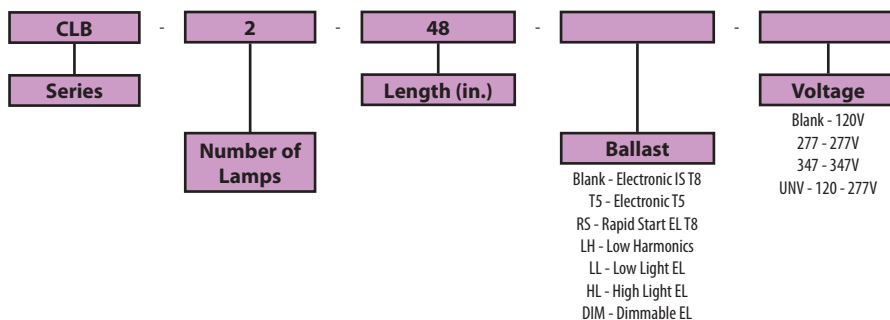 CLB - 2 - 48 - -
Series
Length (in.)
Voltage
Blank - 120V
277 - 277V
347 - 347V
UNV - 120 - 277V
Number of
Lamps
Ballast
Blank - Electronic IS T8
T5 - Electronic T5
RS - Rapid Start EL T8
LH - Low Harmonics
LL - Low Light EL
HL - High Light EL
DIM - Dimmable EL